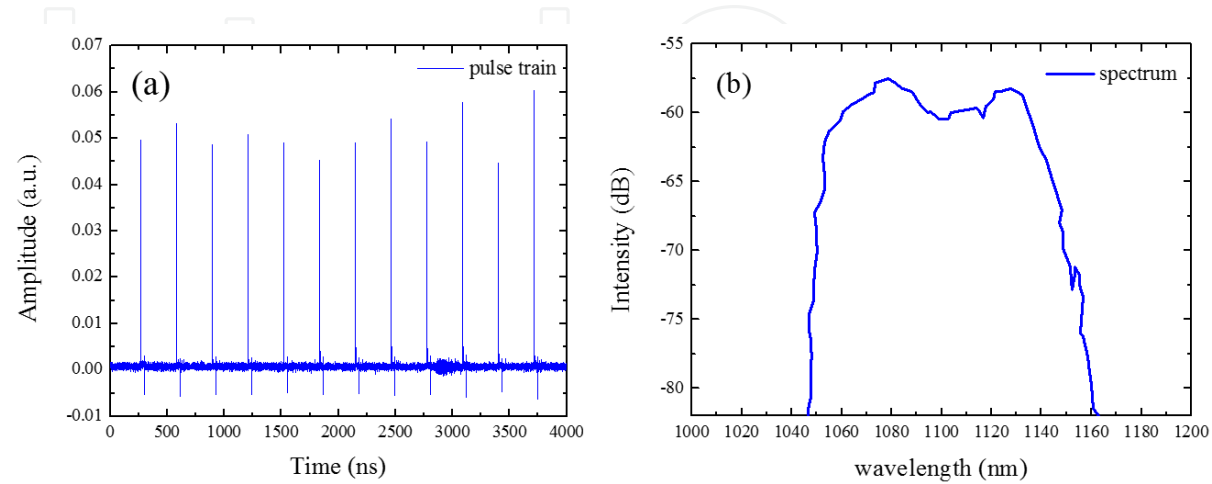 (a)
pulse train
0.07
0.06
0.05
0.04
0.03
0.02
0.01
0.00
-0.01
Amplitude (a.u.)
0 500 1000 1500 2000 2500 3000 3500 4000
Time (ns)
(b)
spectrum
-55
-60
-65
-70
-75
-80
Intensity (dB)
1000 1020 1040 1060 1080 1100 1120 1140 1160 1180 1200
wavelength (nm)